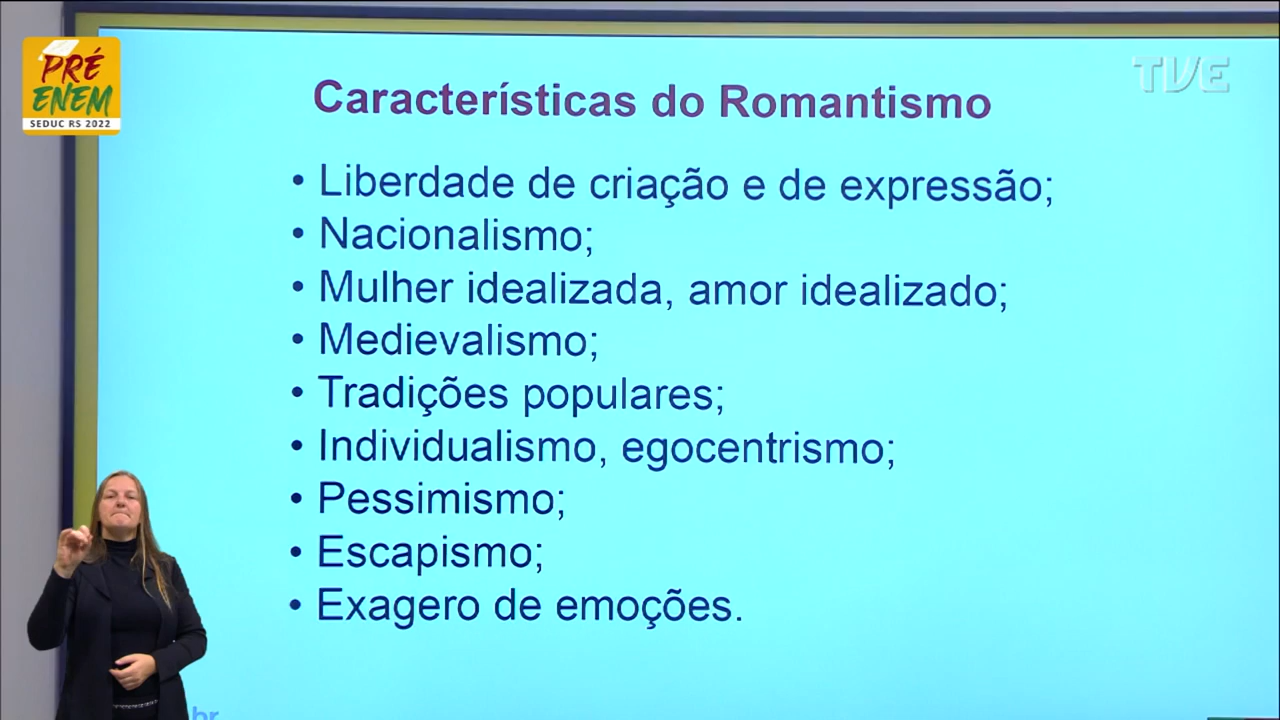 PRÉ
ENEM
SEDUC RS 2022
TVE
Características do Romantismo
• Liberdade de criação e de expressão;
• Nacionalismo;
• Mulher idealizada, amor idealizado;
• Medievalismo;
• Tradições populares;
• Individualismo, egocentrismo;
• Pessimismo;
• Escapismo;
• Exagero de emoções.
br